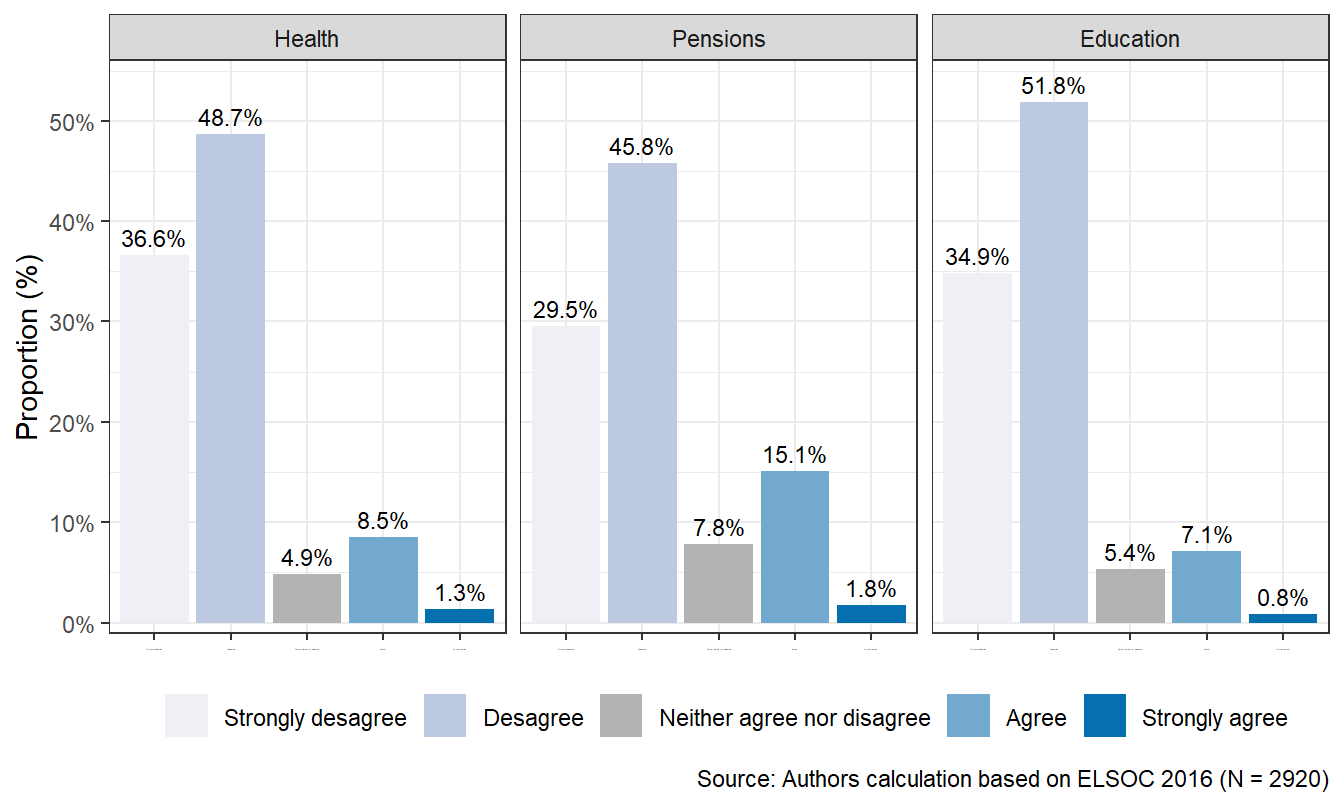 Health Pensions Education
Proportion (%)
50%
40%
30%
20%
10%
0%
36.6% 48.7% 4.9% 8.5% 1.3%
29.5% 45.8% 7.8% 15.1% 1.8%
34.9% 51.8% 5.4% 7.1% 0.8%
Strongly desagree Desagree Neither agree nor disagree Agree Strongly agree
Source: Authors calculation based on ELSOC 2016 (N = 2920)